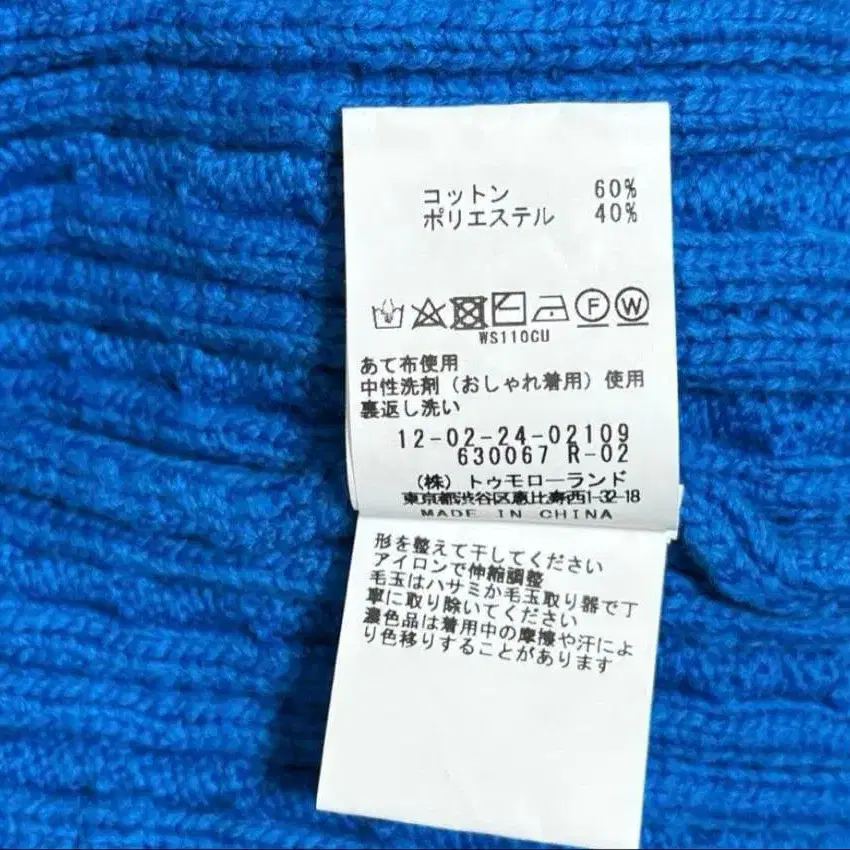 コットン 60%
ポリエステル 40%
F W
WS110CU
あて布使用
中性洗剤（おしゃれ着用）使用
裏返し洗い
12-02-24-02109
630067 R-02
（株）トゥモローランド
東京都渋谷区恵比寿西1-32-18
MADE IN CHINA
形を整えて干してください
アイロンで伸縮調整
毛玉はハサミか毛玉取り器で丁
寧に取り除いてください
濃色品は着用中の摩擦や汗によ
り色移りすることがあります